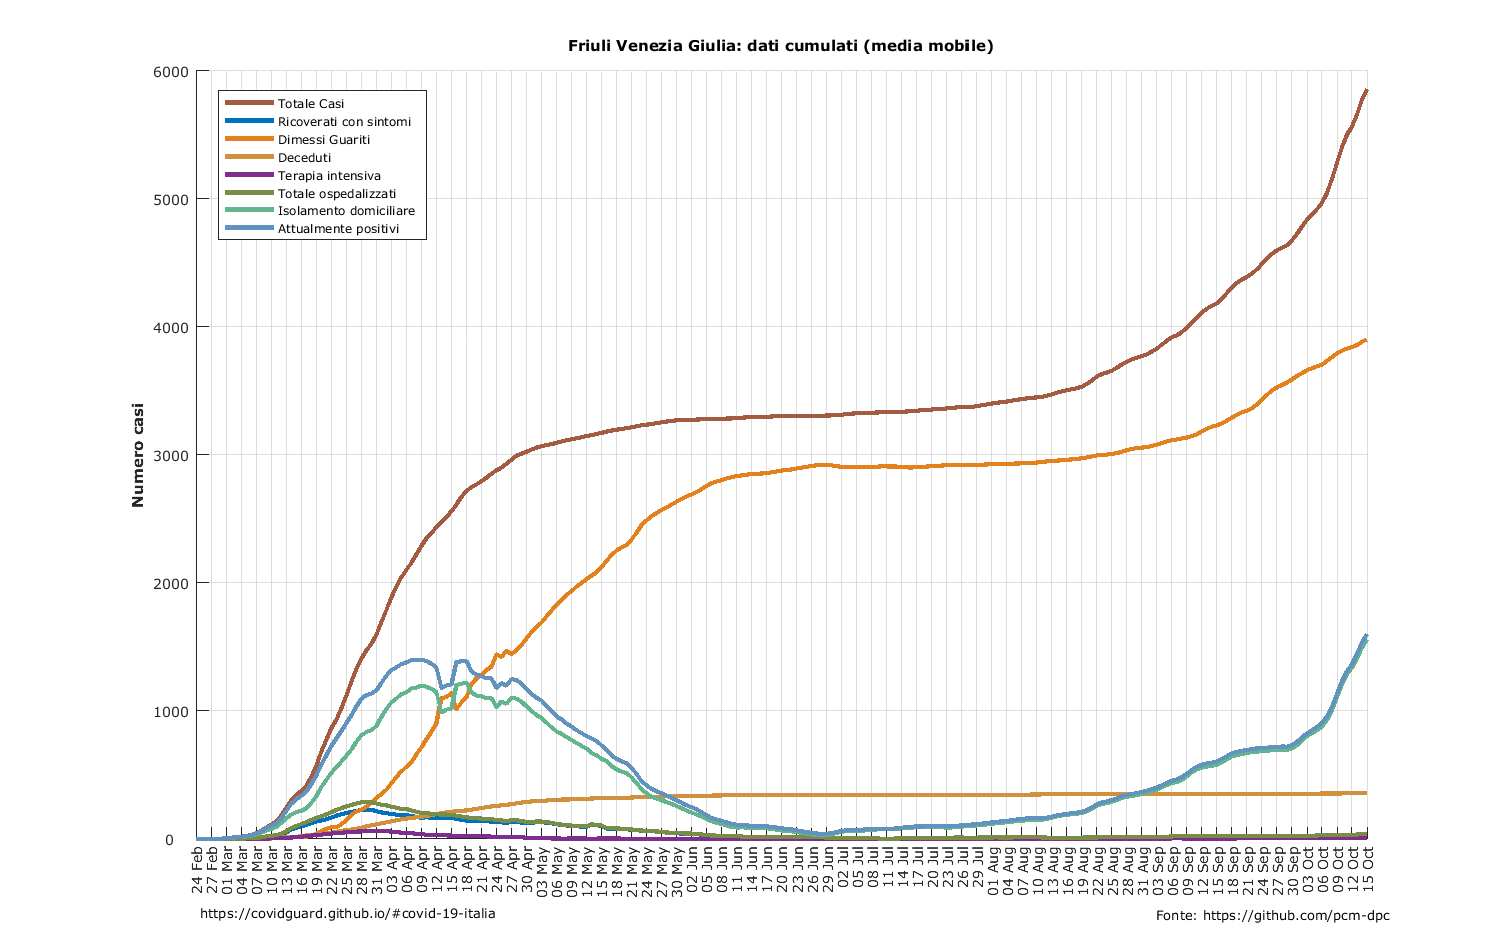 Friuli Venezia Giulia: dati cumulati (media mobile)
6000
5000
4000
3000
2000
1000
0
Numero casi
Totale Casi
Ricoverati con sintomi
Dimessi Guariti
Deceduti
Terapia intensiva
Totale ospedalizzati
Isolamento domiciliare
Attualmente positivi
24 Feb
27 Feb
01 Mar
04 Mar
07 Mar
10 Mar
13 Mar
16 Mar
19 Mar
22 Mar
25 Mar
28 Mar
31 Mar
03 Apr
06 Apr
09 Apr
12 Apr
15 Apr
18 Apr
21 Apr
24 Apr
27 Apr
30 Apr
03 May
06 May
09 May
12 May
15 May
18 May
21 May
24 May
27 May
30 May
02 Jun
05 Jun
08 Jun
11 Jun
14 Jun
17 Jun
20 Jun
23 Jun
26 Jun
29 Jun
02 Jul
05 Jul
08 Jul
11 Jul
14 Jul
17 Jul
20 Jul
23 Jul
26 Jul
29 Jul
01 Aug
04 Aug
07 Aug
10 Aug
13 Aug
16 Aug
19 Aug
22 Aug
25 Aug
28 Aug
31 Aug
03 Sep
06 Sep
09 Sep
12 Sep
15 Sep
18 Sep
21 Sep
24 Sep
27 Sep
30 Sep
03 Oct
06 Oct
09 Oct
12 Oct
15 Oct
https://covidguard.github.io/#covid-19-italia
Fonte: https://github.com/pcm-dpc